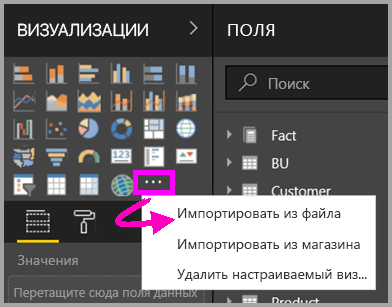 ВИЗУАЛИЗАЦИИ
ПОЛЯ
Поиск
Fact
BU
Customer
123
Импортировать из файла
Импортировать из магазина
Удалить настраиваемый виз...
Значения
Перетащите сюда поля данных
Product